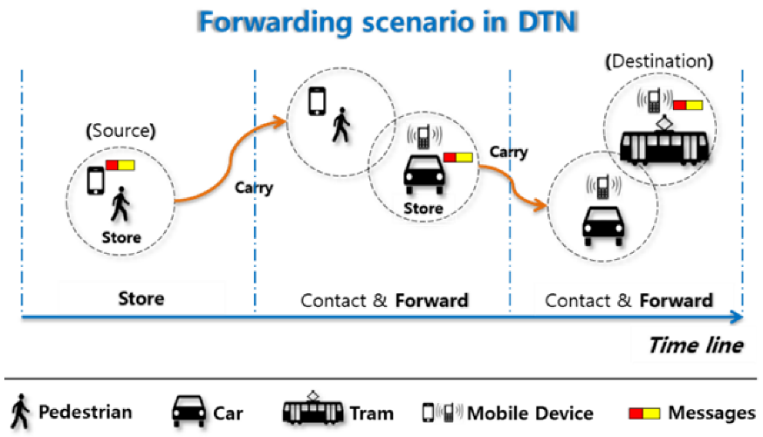 Forwarding scenario in DTN
(Source)
Store
Carry
Store
Carry
(Destination)
Store
Contact & Forward
Contact & Forward
Time line
Pedestrian
Car
Tram
Mobile Device
Messages